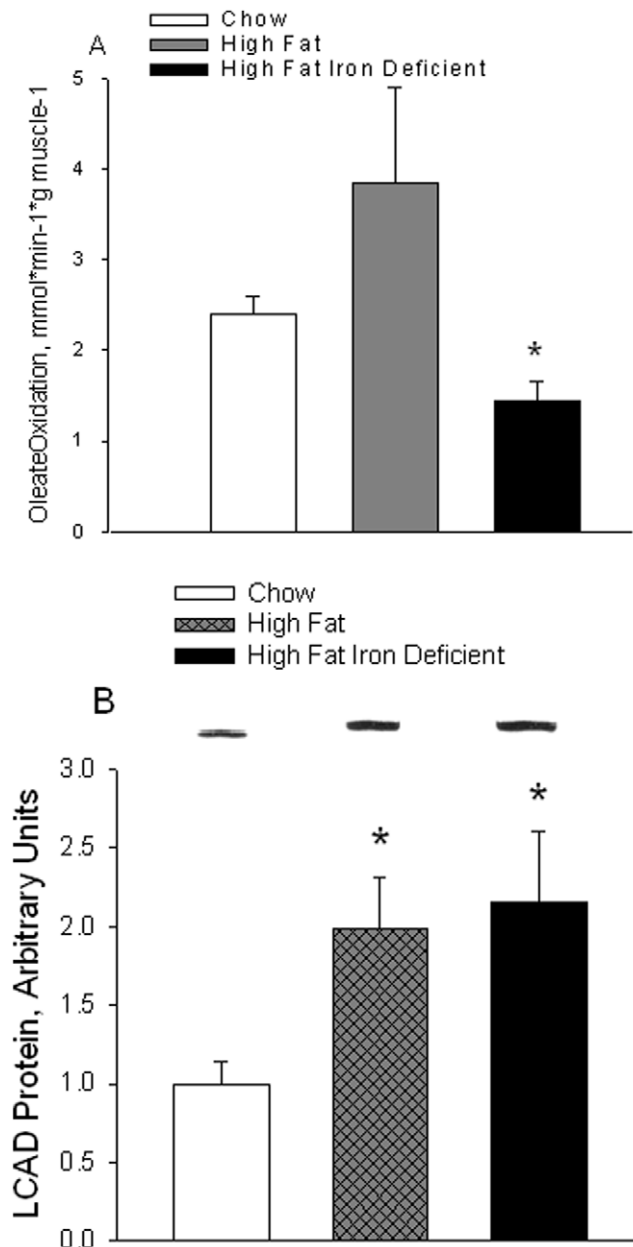 Chow
A
High Fat
High Fat Iron Deficient
OleateOxidation, mmol*min-1*g muscle-1
5
4
3
2
1
0
*
Chow
High Fat
High Fat Iron Deficient
B
LCAD Protein, Arbitrary Units
3.0
2.5
2.0
1.5
1.0
0.5
0.0
*
*